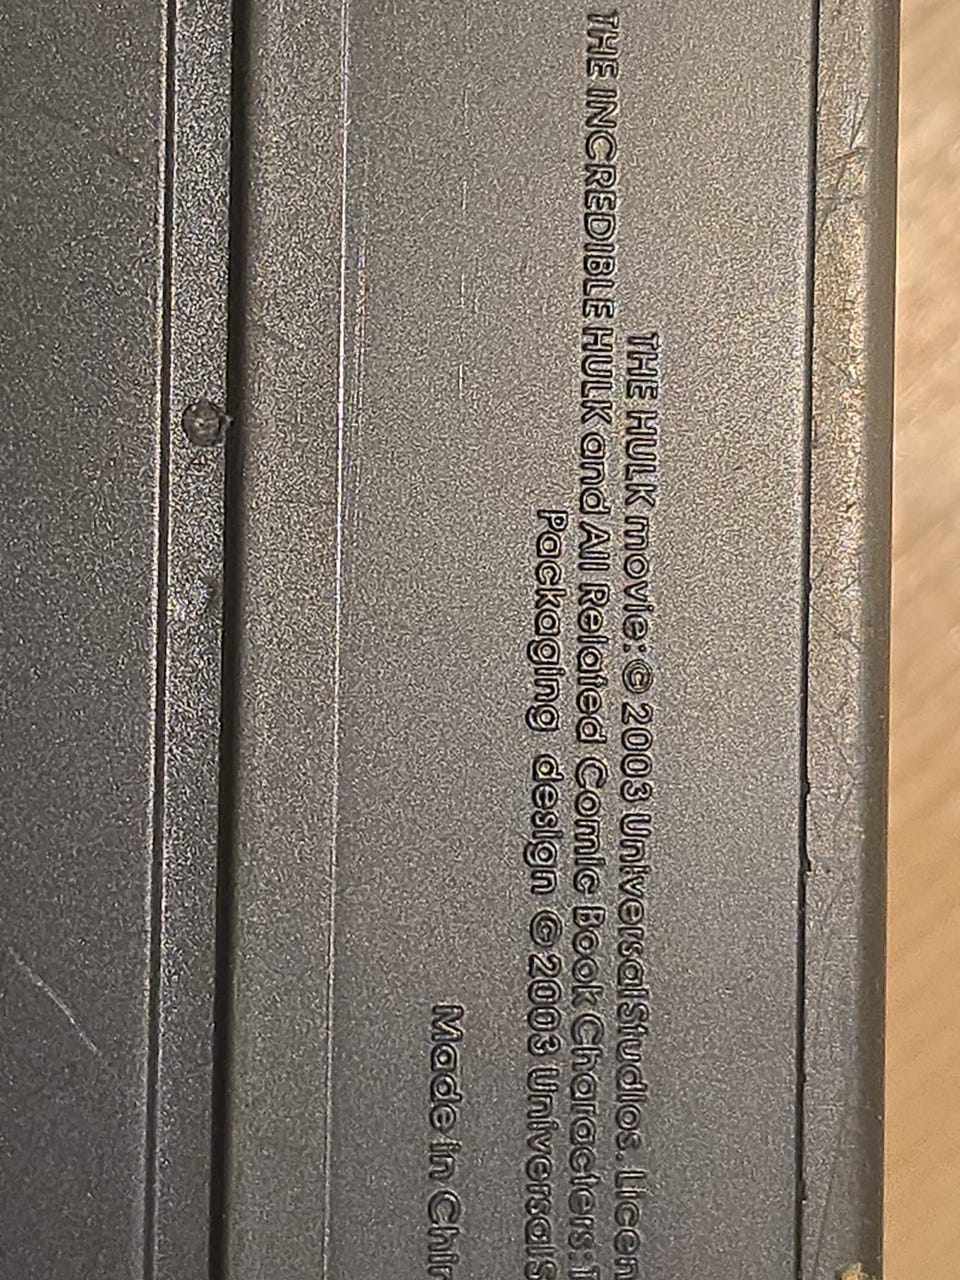 THE HULK movie: © 2003 Universal Studios. Licen
THE INCREDIBLE HULK and All Related Comic Book Characters: T
Packaging design © 2003 Universal S
Made in Chin